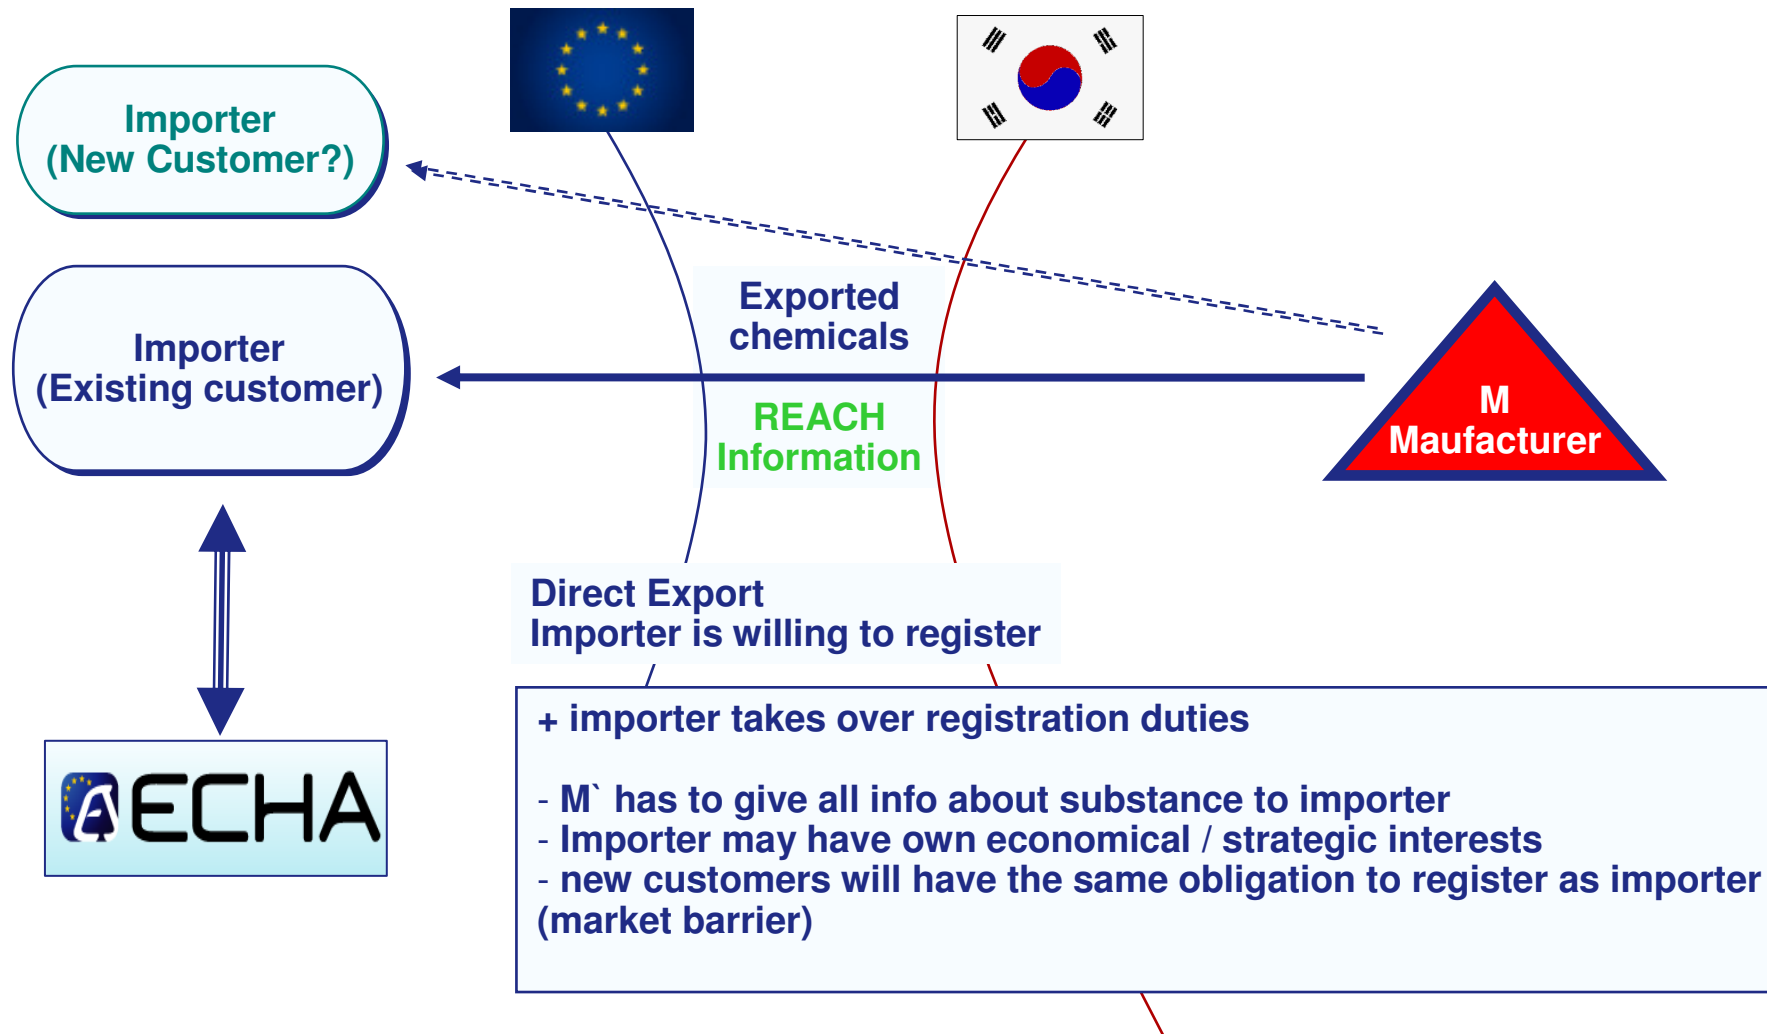 Importer
(New Customer?)
Exported
chemicals
Importer
(Existing customer)
REACH
Information
M
Maufacturer
Direct Export
Importer is willing to register
ECHA
+ importer takes over registration duties
- M` has to give all info about substance to importer
- Importer may have own economical / strategic interests
- new customers will have the same obligation to register as importer
(market barrier)